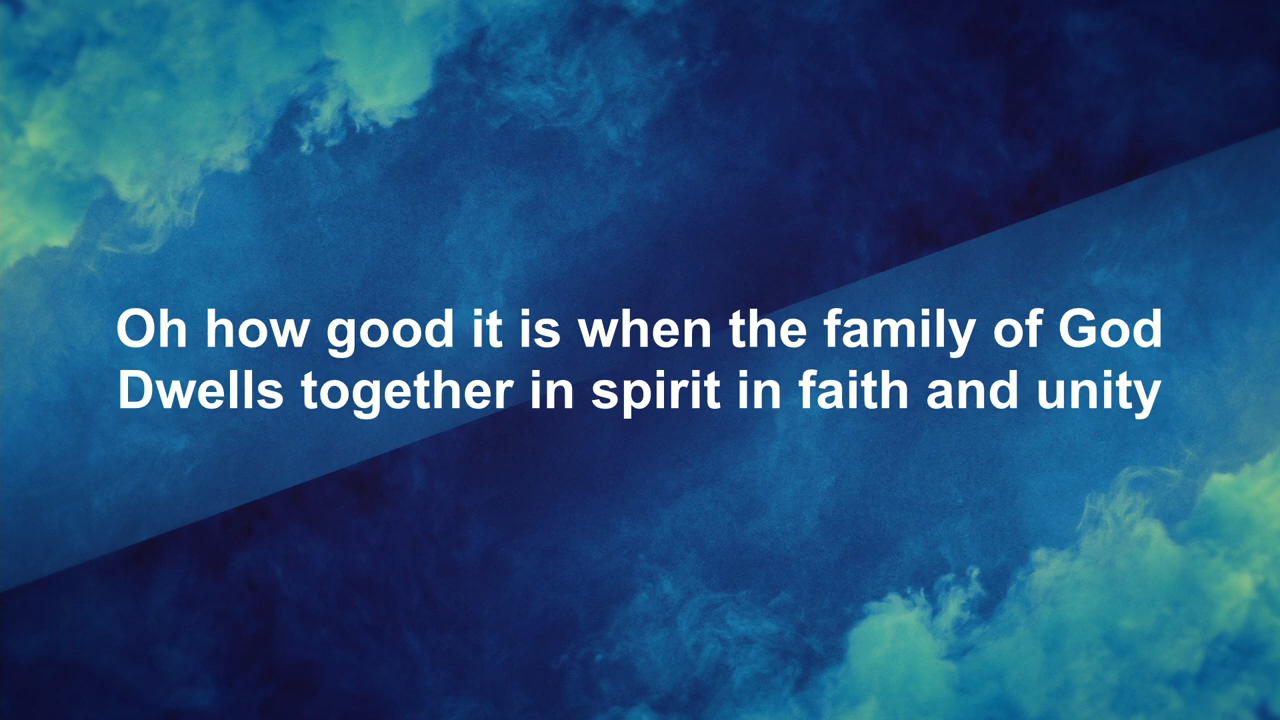 Oh how good it is when the family of God
Dwells together in spirit in faith and unity